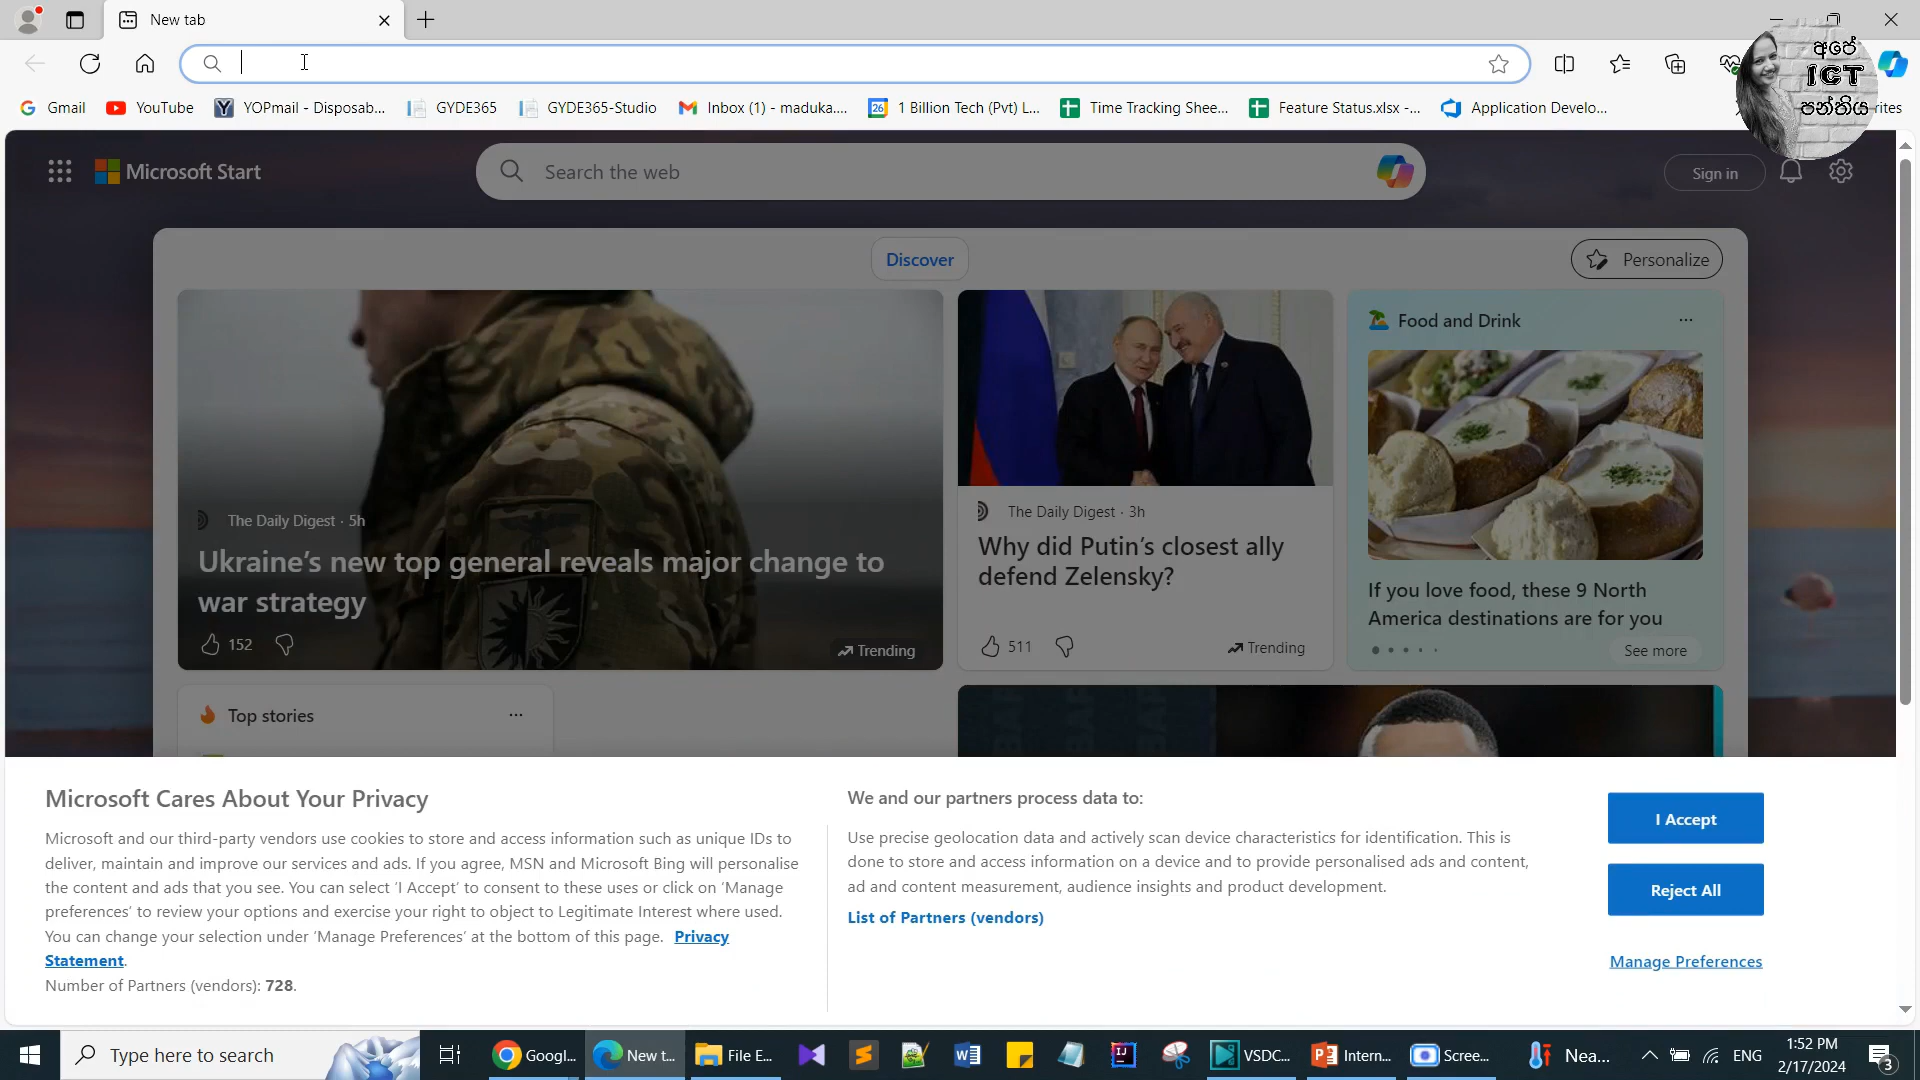 New tab
අපේ
ICT
පන්තිය
Gmail
YouTube
YOPmail - Disposab...
GYDE365
GYDE365-Studio
Inbox (1) - maduka....
1 Billion Tech (Pvt) L...
Time Tracking Shee...
Feature Status.xlsx -...
Application Develo...
Microsoft Start
Search the web
Sign in
Discover
Personalize
The Daily Digest · 5h
Ukraine's new top general reveals major change to
war strategy
152
Trending
The Daily Digest · 3h
Why did Putin's closest ally
defend Zelensky?
511
Trending
Food and Drink
If you love food, these 9 North
America destinations are for you
See more
Top stories
Microsoft Cares About Your Privacy
Microsoft and our third-party vendors use cookies to store and access information such as unique IDs to
deliver, maintain and improve our services and ads. If you agree, MSN and Microsoft Bing will personalise
the content and ads that you see. You can select 'I Accept' to consent to these uses or click on 'Manage
preferences' to review your options and exercise your right to object to Legitimate Interest where used.
You can change your selection under 'Manage Preferences' at the bottom of this page. Privacy
Statement.
Number of Partners (vendors): 728.
We and our partners process data to:
Use precise geolocation data and actively scan device characteristics for identification. This is
done to store and access information on a device and to provide personalised ads and content,
ad and content measurement, audience insights and product development.
List of Partners (vendors)
I Accept
Reject All
Manage Preferences
Type here to search
Googl...
New t...
File E...
VSDC...
Intern...
Scree...
Nea...
ENG
1:52 PM
2/17/2024
3